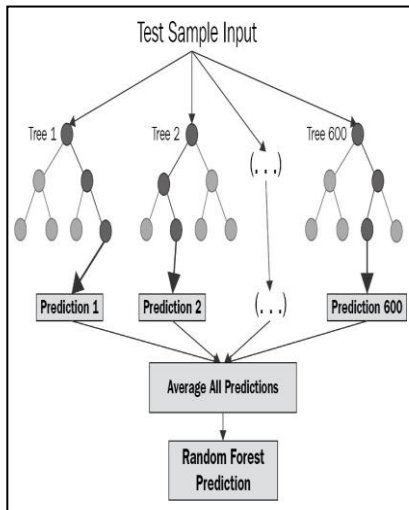 Test Sample Input
Tree 1
Tree 2
(. . .)
Tree 600
Prediction 1
Prediction 2
(. . .)
Prediction 600
Average All Predictions
Random Forest
Prediction